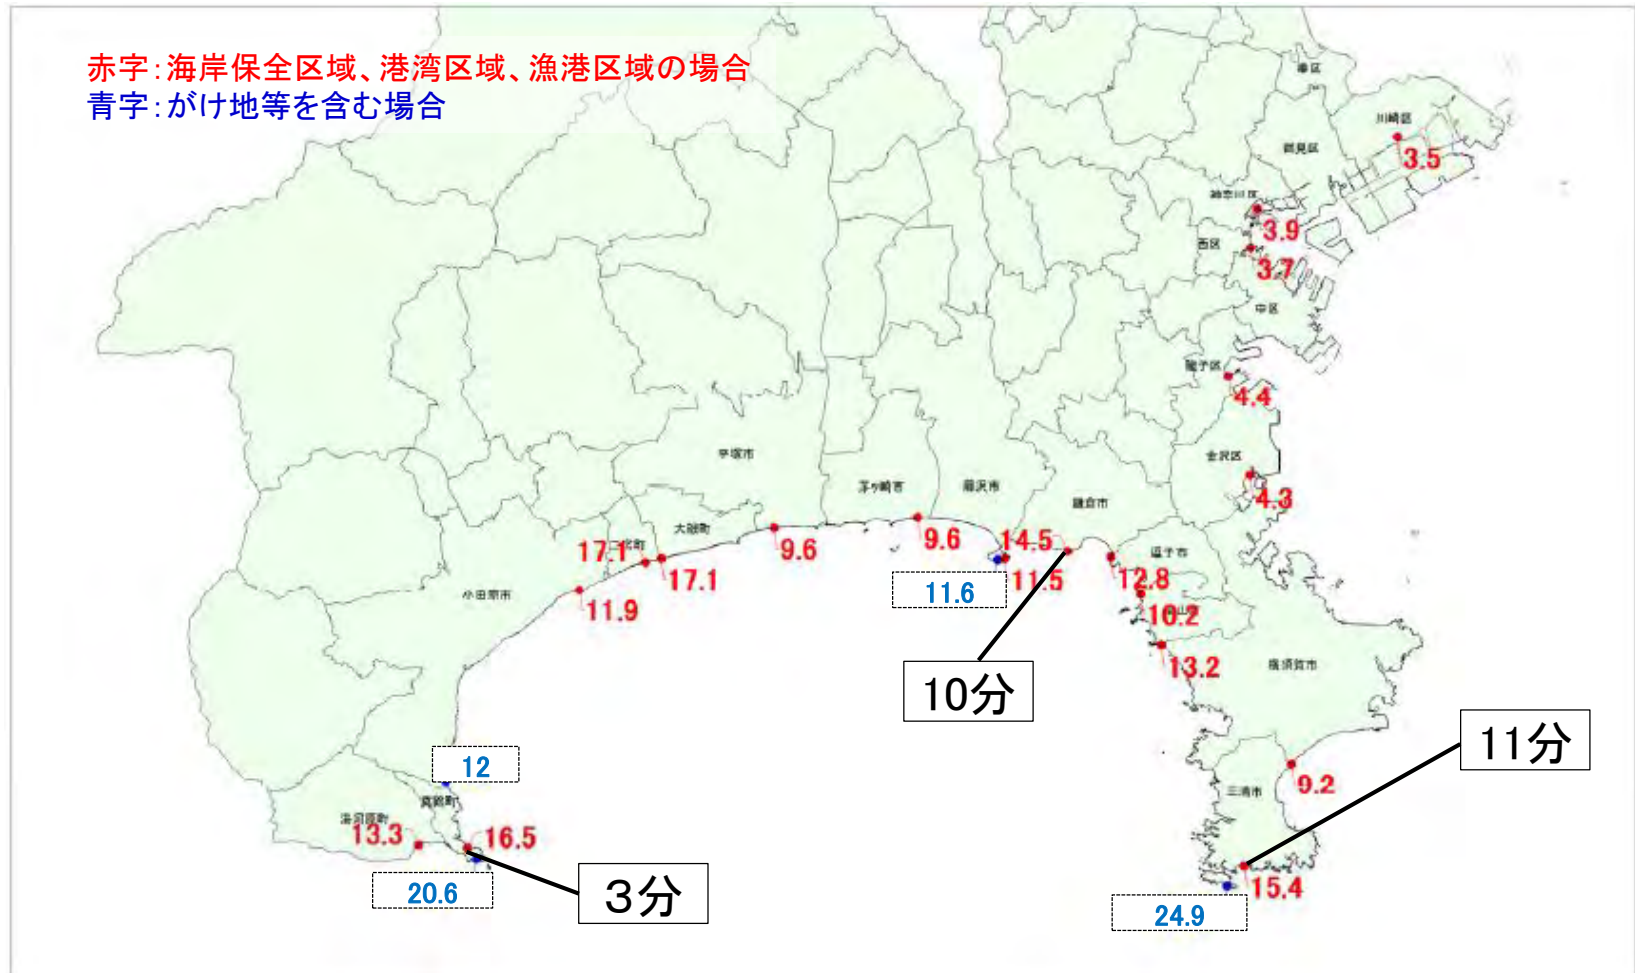 赤字：海岸保全区域、港湾区域、漁港区域の場合
青字：がけ地等を含む場合
幸区
川崎区
3.5
鶴見区
神奈川区
3.9
西区
3.7
中区
磯子区
4.4
金沢区
4.3
平塚市
茅ヶ崎市
藤沢市
鎌倉市
大磯町
二宮町
逗子市
17.1
17.1
9.6
9.6
14.5
11.5
11.6
12.8
10.2
小田原市
11.9
13.2
横須賀市
10分
11分
12
真鶴町
三浦市
9.2
湯河原町
13.3
16.5
20.6
3分
15.4
24.9